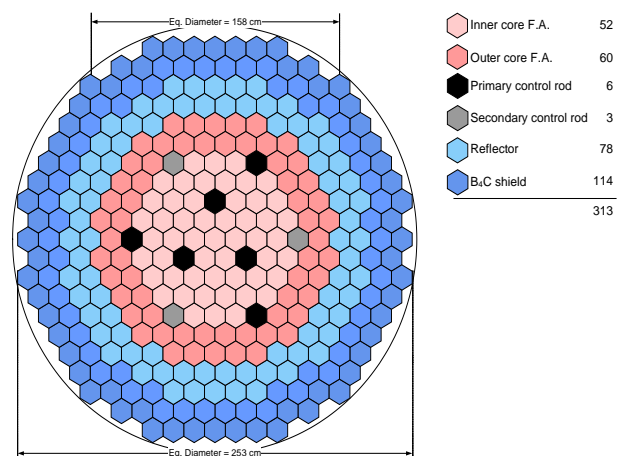 Eq. Diameter = 158 cm
Inner core F.A. 52
Outer core F.A. 60
Primary control rod 6
Secondary control rod 3
Reflector 78
B₄C shield 114
313
Eq. Diameter = 253 cm